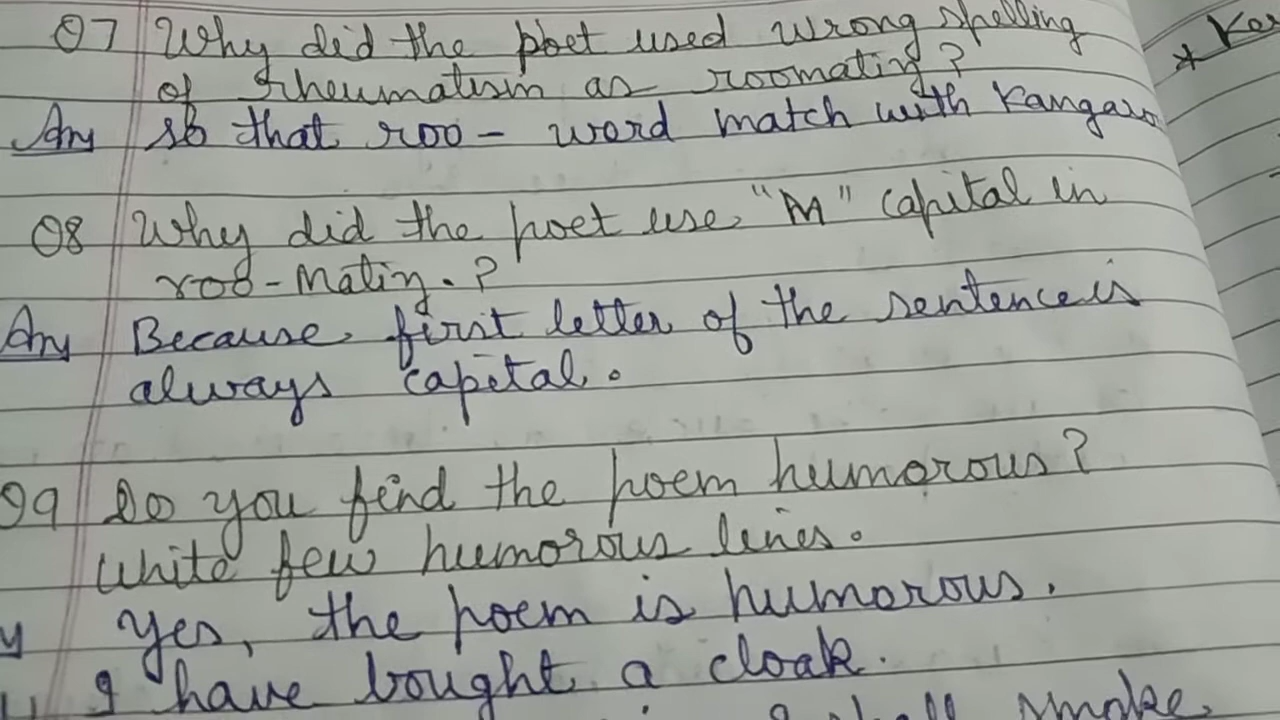 Q7 Why did the poet used wrong spelling
of rheumatism as roomatiz?
Ans so that roo- word match with Kangaroo
Q8 Why did the poet use "M" capital in
roo-Matiz.?
Ans Because first letter of the sentence is
always capital.
Q9 Do you find the poem humorous?
Write few humorous lines.
Yes, the poem is humorous.
I have bought a cloak.
I shall smoke.
* Kan